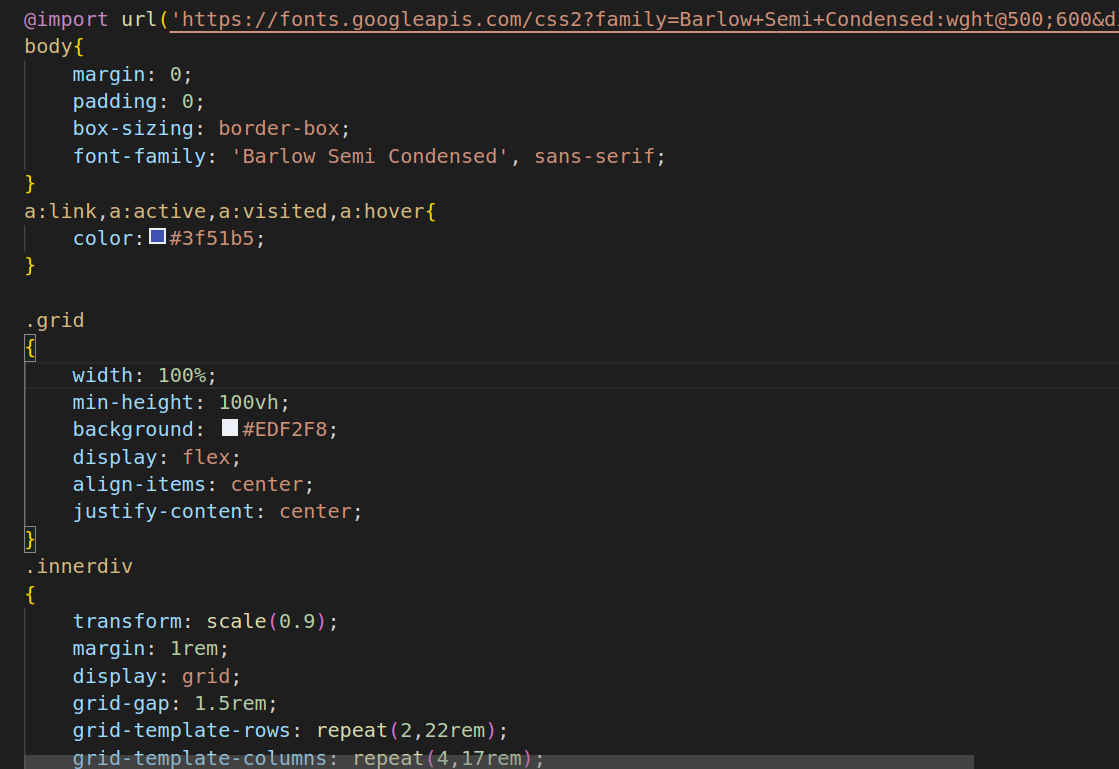 @import url('https://fonts.googleapis.com/css2?family=Barlow+Semi+Condensed:wght@500;600&d
body{
    margin: 0;
    padding: 0;
    box-sizing: border-box;
    font-family: 'Barlow Semi Condensed', sans-serif;
}
a:link,a:active,a:visited,a:hover{
    color:#3f51b5;
}

.grid
{
    width: 100%;
    min-height: 100vh;
    background: #EDF2F8;
    display: flex;
    align-items: center;
    justify-content: center;
}
.innerdiv
{
    transform: scale(0.9);
    margin: 1rem;
    display: grid;
    grid-gap: 1.5rem;
    grid-template-rows: repeat(2,22rem);
    grid-template-columns: repeat(4,17rem);